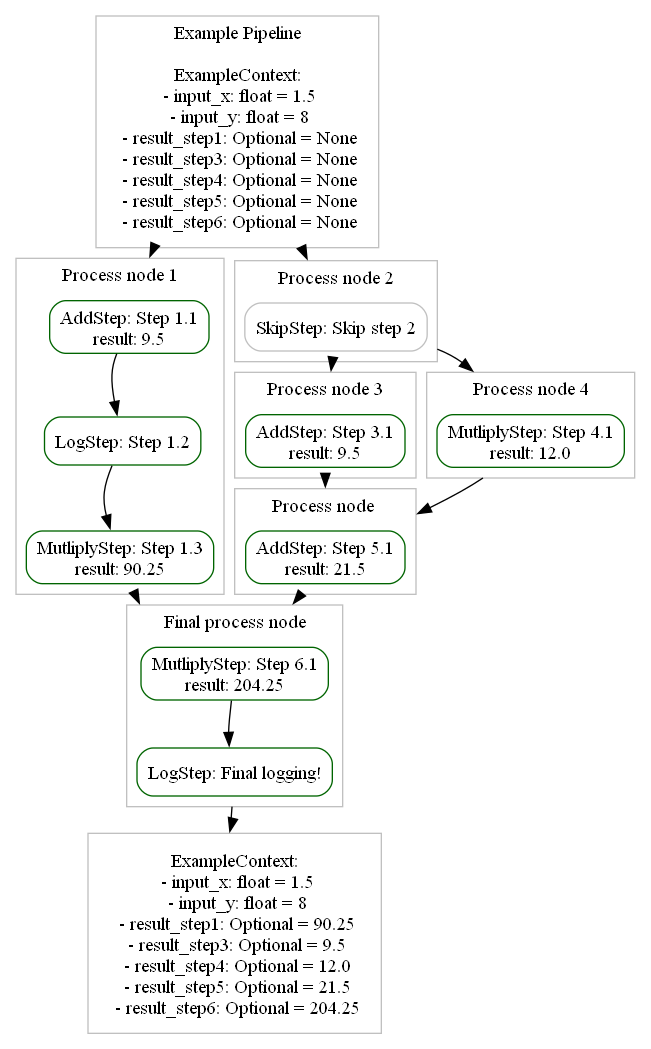 Example Pipeline
ExampleContext:
- input_x: float = 1.5
- input_y: float = 8
- result_step1: Optional = None
- result_step3: Optional = None
- result_step4: Optional = None
- result_step5: Optional = None
- result_step6: Optional = None
Process node 1
AddStep: Step 1.1
result: 9.5
LogStep: Step 1.2
MutliplyStep: Step 1.3
result: 90.25
Process node 2
SkipStep: Skip step 2
Process node 3
AddStep: Step 3.1
result: 9.5
Process node 4
MutliplyStep: Step 4.1
result: 12.0
Process node
AddStep: Step 5.1
result: 21.5
Final process node
MutliplyStep: Step 6.1
result: 204.25
LogStep: Final logging!
ExampleContext:
- input_x: float = 1.5
- input_y: float = 8
- result_step1: Optional = 90.25
- result_step3: Optional = 9.5
- result_step4: Optional = 12.0
- result_step5: Optional = 21.5
- result_step6: Optional = 204.25